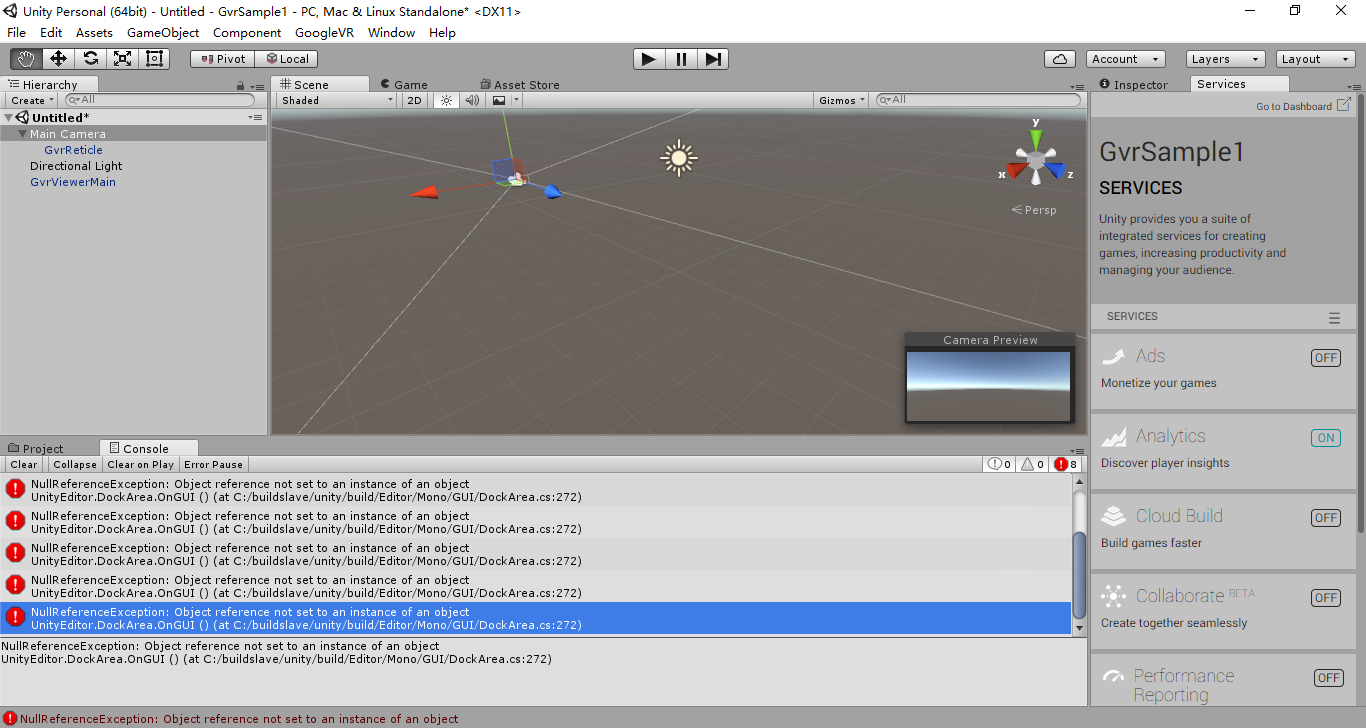 Unity Personal (64bit) - Untitled - GvrSample1 - PC, Mac & Linux Standalone* <DX11>
File Edit Assets GameObject Component GoogleVR Window Help
Pivot Local Account Layers Layout
Hierarchy
Create All
Untitled*
Main Camera
GvrReticle
Directional Light
GvrViewerMain
Scene Game Asset Store
Shaded 2D Gizmos All
y
x z
Persp
Camera Preview
Inspector Services
Go to Dashboard
GvrSample1
SERVICES
Unity provides you a suite of
integrated services for creating
games, increasing productivity and
managing your audience.
SERVICES
Ads OFF
Monetize your games
Analytics ON
Discover player insights
Cloud Build OFF
Build games faster
Collaborate BETA OFF
Create together seamlessly
Performance OFF
Reporting
Project Console
Clear Collapse Clear on Play Error Pause 0 0 8
NullReferenceException: Object reference not set to an instance of an object
UnityEditor.DockArea.OnGUI () (at C:/buildslave/unity/build/Editor/Mono/GUI/DockArea.cs:272)
NullReferenceException: Object reference not set to an instance of an object
UnityEditor.DockArea.OnGUI () (at C:/buildslave/unity/build/Editor/Mono/GUI/DockArea.cs:272)
NullReferenceException: Object reference not set to an instance of an object
UnityEditor.DockArea.OnGUI () (at C:/buildslave/unity/build/Editor/Mono/GUI/DockArea.cs:272)
NullReferenceException: Object reference not set to an instance of an object
UnityEditor.DockArea.OnGUI () (at C:/buildslave/unity/build/Editor/Mono/GUI/DockArea.cs:272)
NullReferenceException: Object reference not set to an instance of an object
UnityEditor.DockArea.OnGUI () (at C:/buildslave/unity/build/Editor/Mono/GUI/DockArea.cs:272)
NullReferenceException: Object reference not set to an instance of an object
UnityEditor.DockArea.OnGUI () (at C:/buildslave/unity/build/Editor/Mono/GUI/DockArea.cs:272)
NullReferenceException: Object reference not set to an instance of an object